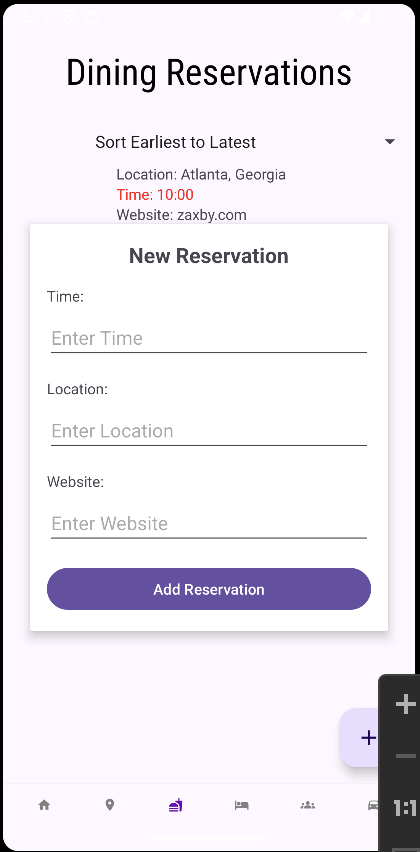 Dining Reservations
Sort Earliest to Latest
Location: Atlanta, Georgia
Time: 10:00
Website: zaxby.com
New Reservation
Time:
Enter Time
Location:
Enter Location
Website:
Enter Website
Add Reservation
1:1